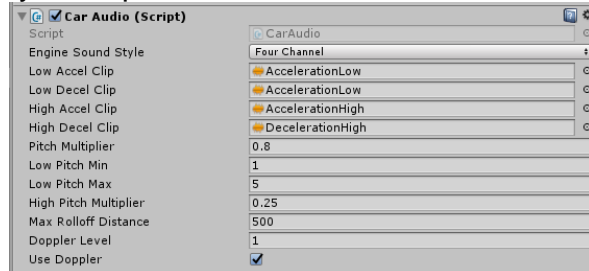 Car Audio (Script)
Script CarAudio
Engine Sound Style Four Channel
Low Accel Clip AccelerationLow
Low Decel Clip AccelerationLow
High Accel Clip AccelerationHigh
High Decel Clip DecelerationHigh
Pitch Multiplier 0.8
Low Pitch Min 1
Low Pitch Max 5
High Pitch Multiplier 0.25
Max Rolloff Distance 500
Doppler Level 1
Use Doppler